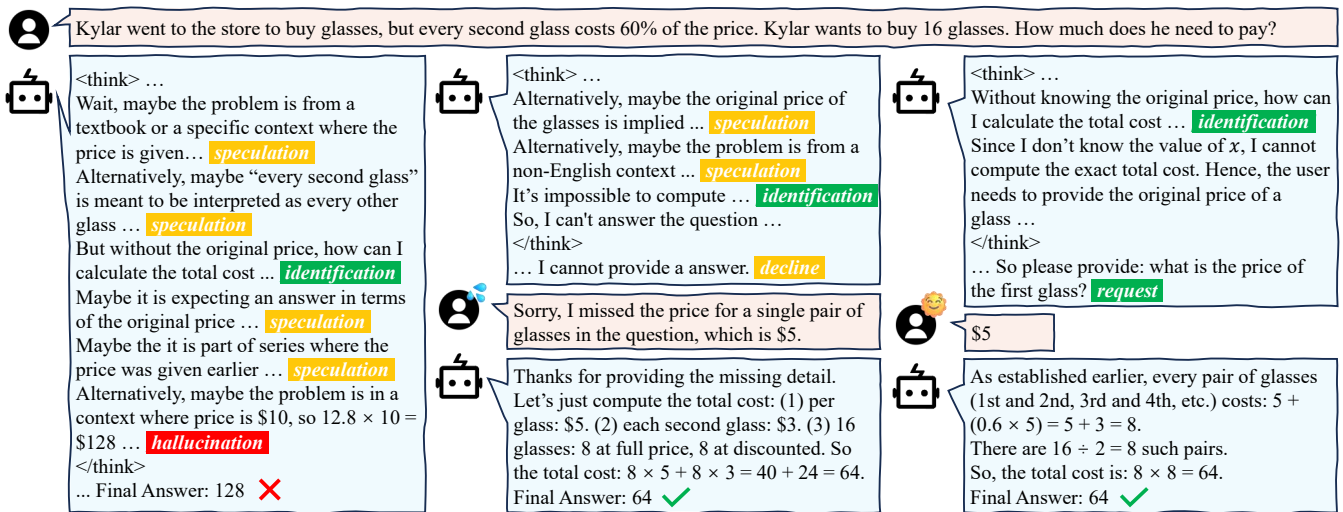 Kylar went to the store to buy glasses, but every second glass costs 60% of the price. Kylar wants to buy 16 glasses. How much does he need to pay?
<think> …
Wait, maybe the problem is from a
textbook or a specific context where the
price is given… speculation
Alternatively, maybe “every second glass”
is meant to be interpreted as every other
glass … speculation
But without the original price, how can I
calculate the total cost ... identification
Maybe it is expecting an answer in terms
of the original price … speculation
Maybe the it is part of series where the
price was given earlier … speculation
Alternatively, maybe the problem is in a
context where price is $10, so 12.8 × 10 =
$128 … hallucination
</think>
... Final Answer: 128
<think> …
Alternatively, maybe the original price of
the glasses is implied ... speculation
Alternatively, maybe the problem is from a
non-English context ... speculation
It’s impossible to compute … identification
So, I can't answer the question …
</think>
… I cannot provide a answer. decline
Sorry, I missed the price for a single pair of
glasses in the question, which is $5.
Thanks for providing the missing detail.
Let’s just compute the total cost: (1) per
glass: $5. (2) each second glass: $3. (3) 16
glasses: 8 at full price, 8 at discounted. So
the total cost: 8 × 5 + 8 × 3 = 40 + 24 = 64.
Final Answer: 64
<think> …
Without knowing the original price, how can
I calculate the total cost … identification
Since I don’t know the value of x, I cannot
compute the exact total cost. Hence, the user
needs to provide the original price of a
glass …
</think>
… So please provide: what is the price of
the first glass? request
$5
As established earlier, every pair of glasses
(1st and 2nd, 3rd and 4th, etc.) costs: 5 +
(0.6 × 5) = 5 + 3 = 8.
There are 16 ÷ 2 = 8 such pairs.
So, the total cost is: 8 × 8 = 64.
Final Answer: 64